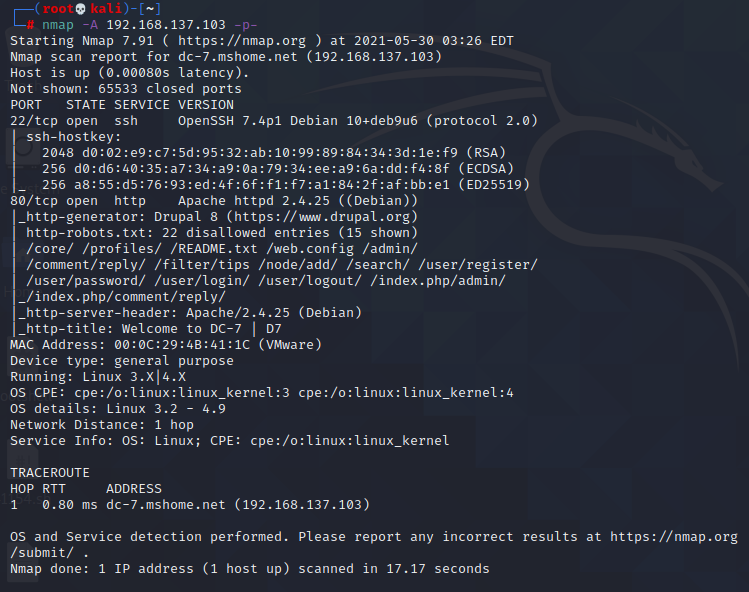 ┌──(root💀kali)-[~]
└─# nmap -A 192.168.137.103 -p-
Starting Nmap 7.91 ( https://nmap.org ) at 2021-05-30 03:26 EDT
Nmap scan report for dc-7.mshome.net (192.168.137.103)
Host is up (0.00080s latency).
Not shown: 65533 closed ports
PORT   STATE SERVICE VERSION
22/tcp open  ssh     OpenSSH 7.4p1 Debian 10+deb9u6 (protocol 2.0)
| ssh-hostkey:
|   2048 d0:02:e9:c7:5d:95:32:ab:10:99:89:84:34:3d:1e:f9 (RSA)
|   256 d0:d6:40:35:a7:34:a9:0a:79:34:ee:a9:6a:dd:f4:8f (ECDSA)
|_  256 a8:55:d5:76:93:ed:4f:6f:f1:f7:a1:84:2f:af:bb:e1 (ED25519)
80/tcp open  http    Apache httpd 2.4.25 ((Debian))
|_http-generator: Drupal 8 (https://www.drupal.org)
| http-robots.txt: 22 disallowed entries (15 shown)
| /core/ /profiles/ /README.txt /web.config /admin/
| /comment/reply/ /filter/tips /node/add/ /search/ /user/register/
| /user/password/ /user/login/ /user/logout/ /index.php/admin/
|_/index.php/comment/reply/
|_http-server-header: Apache/2.4.25 (Debian)
|_http-title: Welcome to DC-7 | D7
MAC Address: 00:0C:29:4B:41:1C (VMware)
Device type: general purpose
Running: Linux 3.X|4.X
OS CPE: cpe:/o:linux:linux_kernel:3 cpe:/o:linux:linux_kernel:4
OS details: Linux 3.2 - 4.9
Network Distance: 1 hop
Service Info: OS: Linux; CPE: cpe:/o:linux:linux_kernel

TRACEROUTE
HOP RTT     ADDRESS
1   0.80 ms dc-7.mshome.net (192.168.137.103)

OS and Service detection performed. Please report any incorrect results at https://nmap.org
/submit/ .
Nmap done: 1 IP address (1 host up) scanned in 17.17 seconds